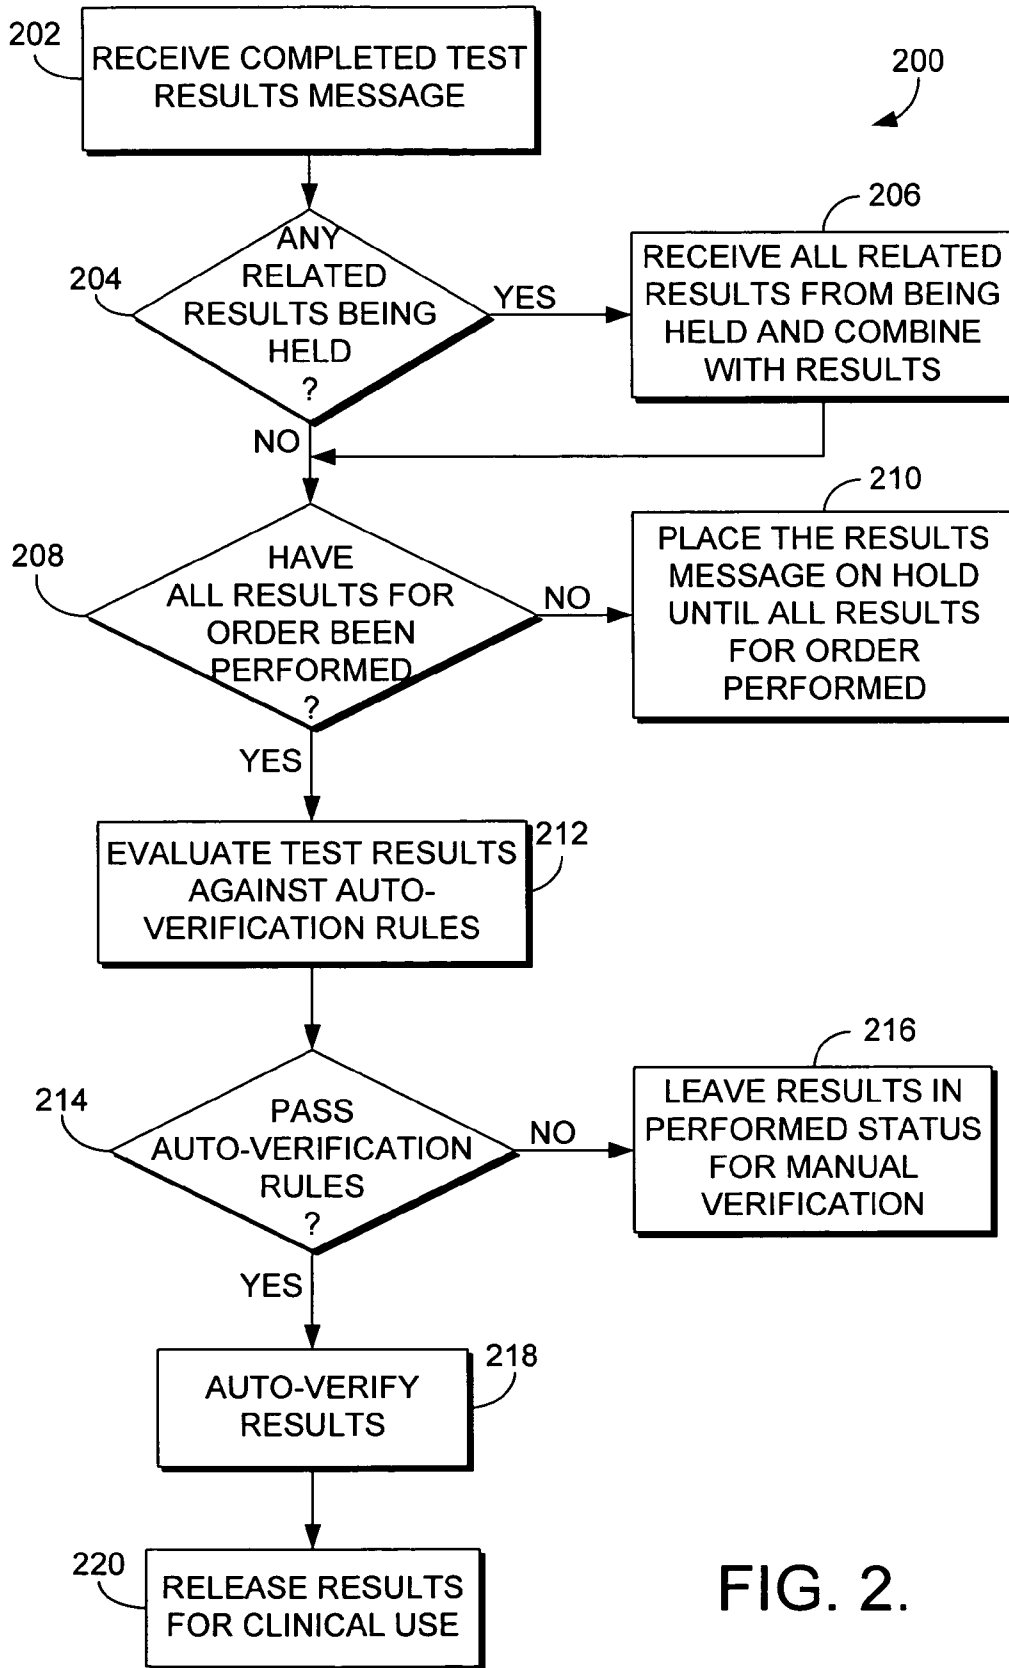 202
RECEIVE COMPLETED TEST
RESULTS MESSAGE
200
204
ANY
RELATED
RESULTS BEING
HELD
?
YES
206
RECEIVE ALL RELATED
RESULTS FROM BEING
HELD AND COMBINE
WITH RESULTS
NO
208
HAVE
ALL RESULTS FOR
ORDER BEEN
PERFORMED
?
NO
210
PLACE THE RESULTS
MESSAGE ON HOLD
UNTIL ALL RESULTS
FOR ORDER
PERFORMED
YES
212
EVALUATE TEST RESULTS
AGAINST AUTO-
VERIFICATION RULES
214
PASS
AUTO-VERIFICATION
RULES
?
NO
216
LEAVE RESULTS IN
PERFORMED STATUS
FOR MANUAL
VERIFICATION
YES
218
AUTO-VERIFY
RESULTS
220
RELEASE RESULTS
FOR CLINICAL USE
FIG. 2.